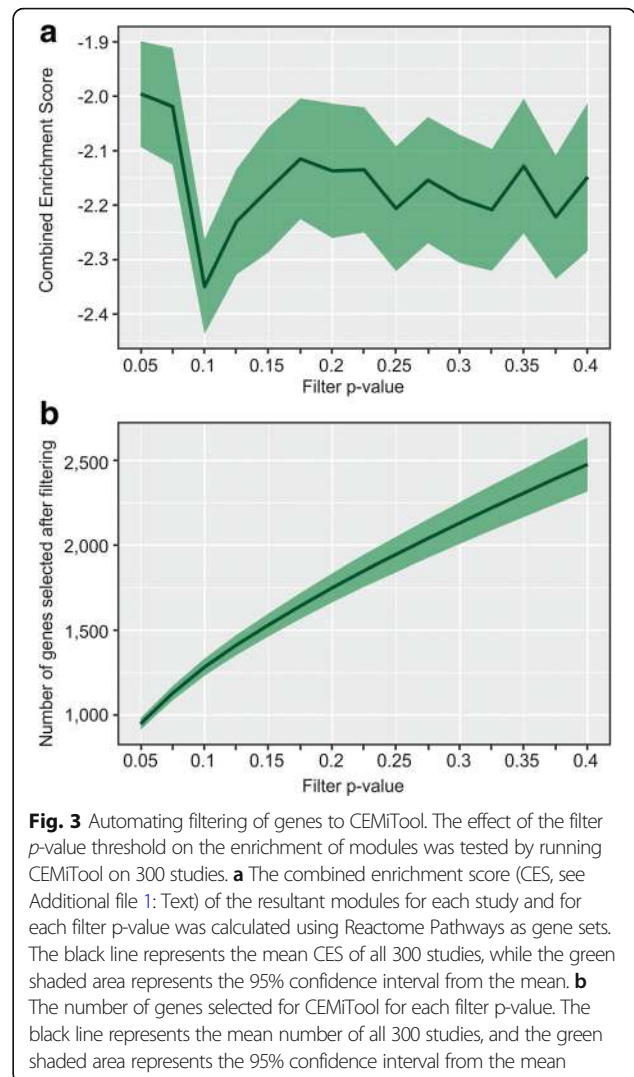 a
-1.9
-2.0
-2.1
-2.2
-2.3
-2.4
Combined Enrichment Score
0.05 0.1 0.15 0.2 0.25 0.3 0.35 0.4
Filter p-value
b
2,500
2,000
1,500
1,000
Number of genes selected after filtering
0.05 0.1 0.15 0.2 0.25 0.3 0.35 0.4
Filter p-value
Fig. 3 Automating filtering of genes to CEMiTool. The effect of the filter
p-value threshold on the enrichment of modules was tested by running
CEMiTool on 300 studies. a The combined enrichment score (CES, see
Additional file 1: Text) of the resultant modules for each study and for
each filter p-value was calculated using Reactome Pathways as gene sets.
The black line represents the mean CES of all 300 studies, while the green
shaded area represents the 95% confidence interval from the mean. b
The number of genes selected for CEMiTool for each filter p-value. The
black line represents the mean number of all 300 studies, and the green
shaded area represents the 95% confidence interval from the mean